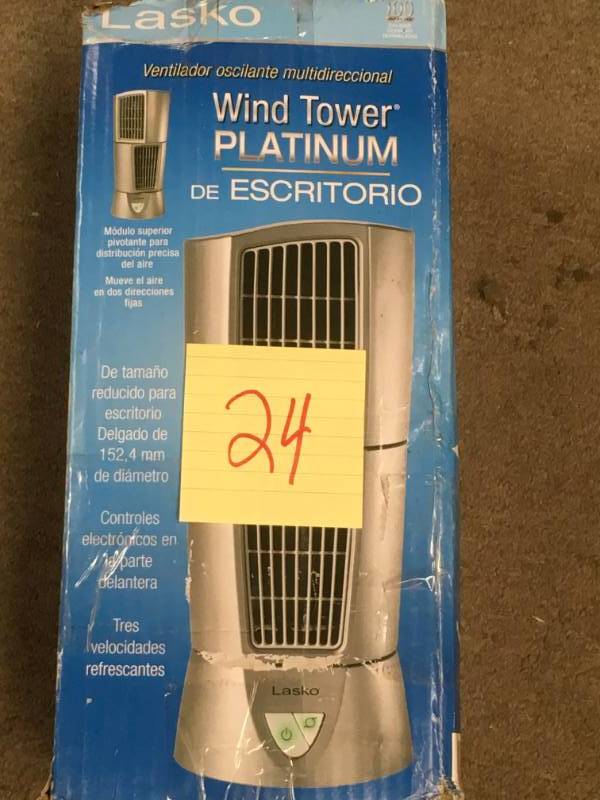 Lasko
Ventilador oscilante multidireccional
Wind Tower®
PLATINUM
DE ESCRITORIO
Módulo superior
pivotante para
distribución precisa
del aire
Mueve el aire
en dos direcciones
fijas
De tamaño
reducido para
escritorio
Delgado de
152,4 mm
de diámetro
Controles
electrónicos en
la parte
delantera
Tres
velocidades
refrescantes
24
Lasko